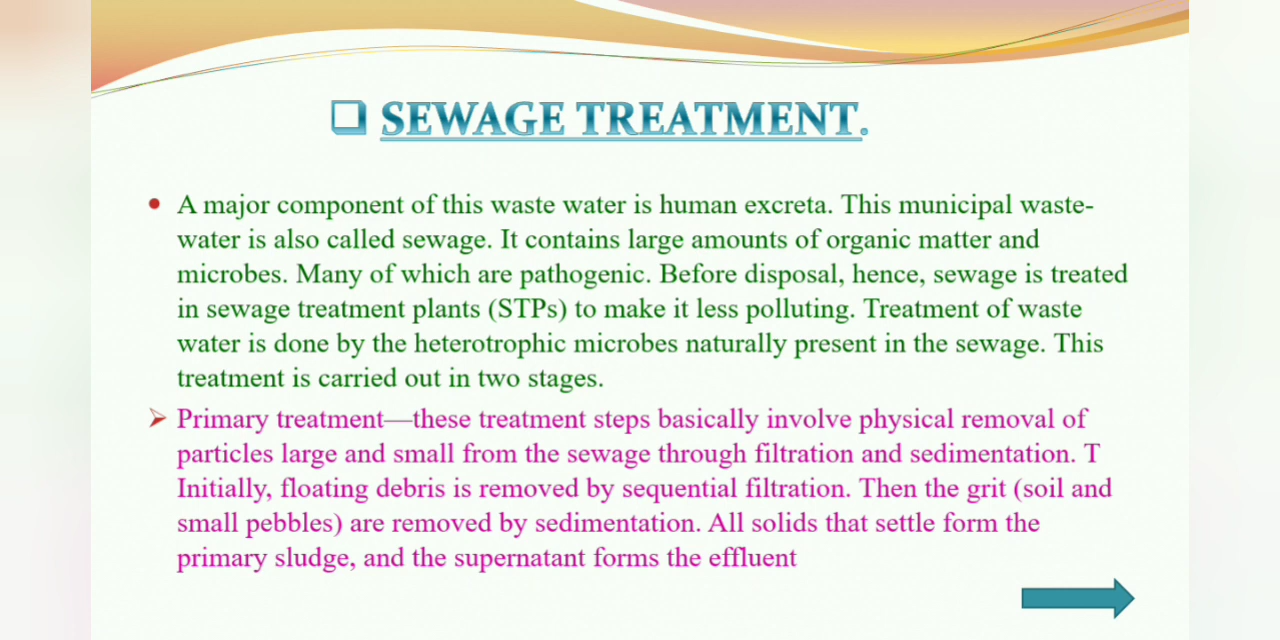 SEWAGE TREATMENT.
A major component of this waste water is human excreta. This municipal waste-
water is also called sewage. It contains large amounts of organic matter and
microbes. Many of which are pathogenic. Before disposal, hence, sewage is treated
in sewage treatment plants (STPs) to make it less polluting. Treatment of waste
water is done by the heterotrophic microbes naturally present in the sewage. This
treatment is carried out in two stages.
Primary treatment—these treatment steps basically involve physical removal of
particles large and small from the sewage through filtration and sedimentation. T
Initially, floating debris is removed by sequential filtration. Then the grit (soil and
small pebbles) are removed by sedimentation. All solids that settle form the
primary sludge, and the supernatant forms the effluent